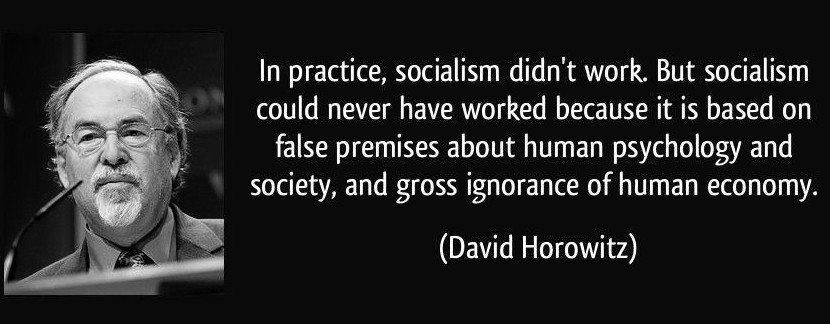 In practice, socialism didn't work. But socialism
could never have worked because it is based on
false premises about human psychology and
society, and gross ignorance of human economy.
(David Horowitz)